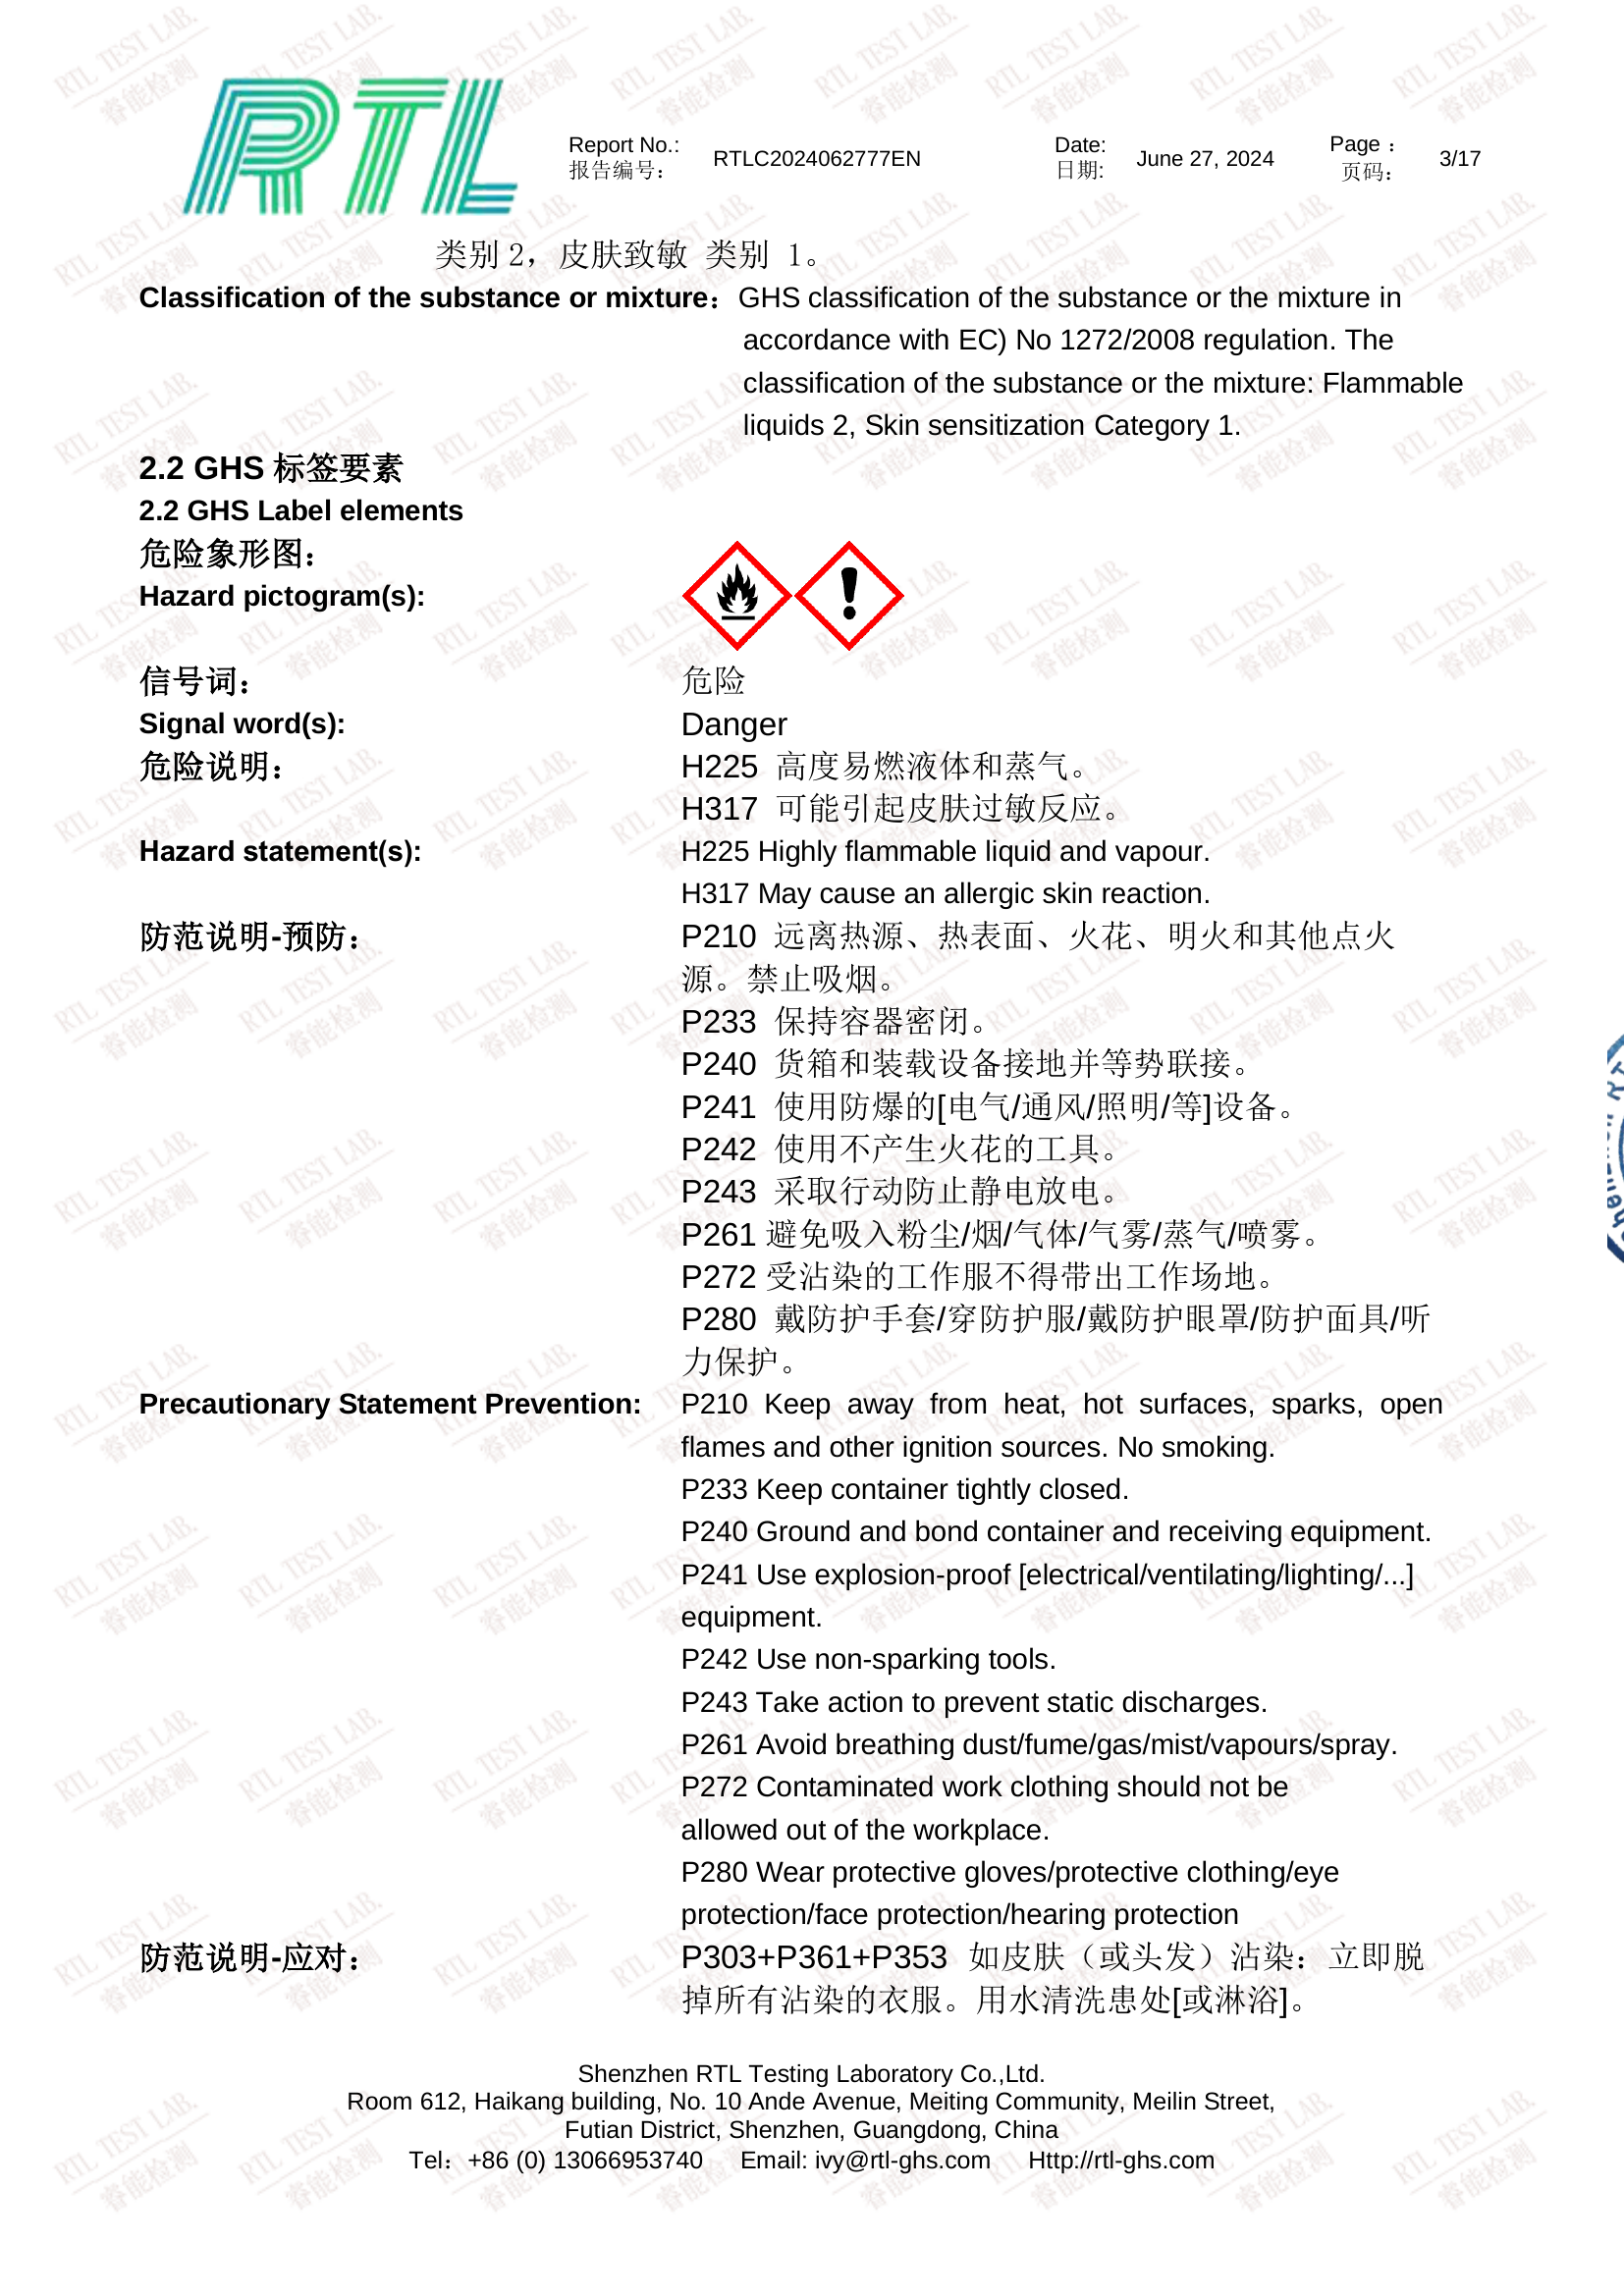 RTL
Report No.: RTLC2024062777EN Date: June 27, 2024 Page： 3/17
报告编号： 日期: 页码：
类别 2，皮肤致敏 类别 1。
Classification of the substance or mixture：GHS classification of the substance or the mixture in
accordance with EC) No 1272/2008 regulation. The
classification of the substance or the mixture: Flammable
liquids 2, Skin sensitization Category 1.
2.2 GHS 标签要素
2.2 GHS Label elements
危险象形图：
Hazard pictogram(s):
信号词： 危险
Signal word(s): Danger
危险说明： H225 高度易燃液体和蒸气。
H317 可能引起皮肤过敏反应。
Hazard statement(s): H225 Highly flammable liquid and vapour.
H317 May cause an allergic skin reaction.
防范说明-预防： P210 远离热源、热表面、火花、明火和其他点火
源。禁止吸烟。
P233 保持容器密闭。
P240 货箱和装载设备接地并等势联接。
P241 使用防爆的[电气/通风/照明/等]设备。
P242 使用不产生火花的工具。
P243 采取行动防止静电放电。
P261 避免吸入粉尘/烟/气体/气雾/蒸气/喷雾。
P272 受沾染的工作服不得带出工作场地。
P280 戴防护手套/穿防护服/戴防护眼罩/防护面具/听
力保护。
Precautionary Statement Prevention: P210 Keep away from heat, hot surfaces, sparks, open
flames and other ignition sources. No smoking.
P233 Keep container tightly closed.
P240 Ground and bond container and receiving equipment.
P241 Use explosion-proof [electrical/ventilating/lighting/...]
equipment.
P242 Use non-sparking tools.
P243 Take action to prevent static discharges.
P261 Avoid breathing dust/fume/gas/mist/vapours/spray.
P272 Contaminated work clothing should not be
allowed out of the workplace.
P280 Wear protective gloves/protective clothing/eye
protection/face protection/hearing protection
防范说明-应对： P303+P361+P353 如皮肤（或头发）沾染：立即脱
掉所有沾染的衣服。用水清洗患处[或淋浴]。
Shenzhen RTL Testing Laboratory Co.,Ltd.
Room 612, Haikang building, No. 10 Ande Avenue, Meiting Community, Meilin Street,
Futian District, Shenzhen, Guangdong, China
Tel：+86 (0) 13066953740 Email: ivy@rtl-ghs.com Http://rtl-ghs.com
RTL TEST LAB.
睿能检测